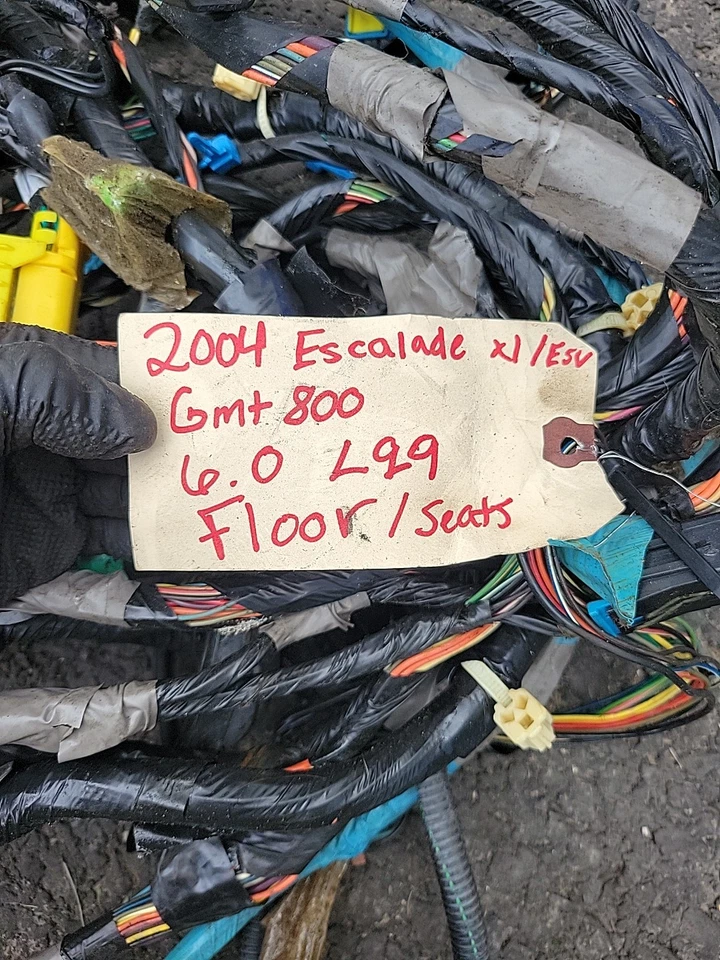 2004 Escalade xl/ESV
Gmt 800
6.0 L99
Floor/Seats